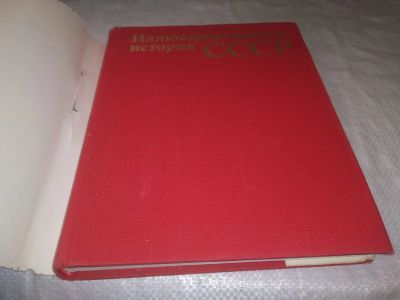 Иллюстрированная
история СССР